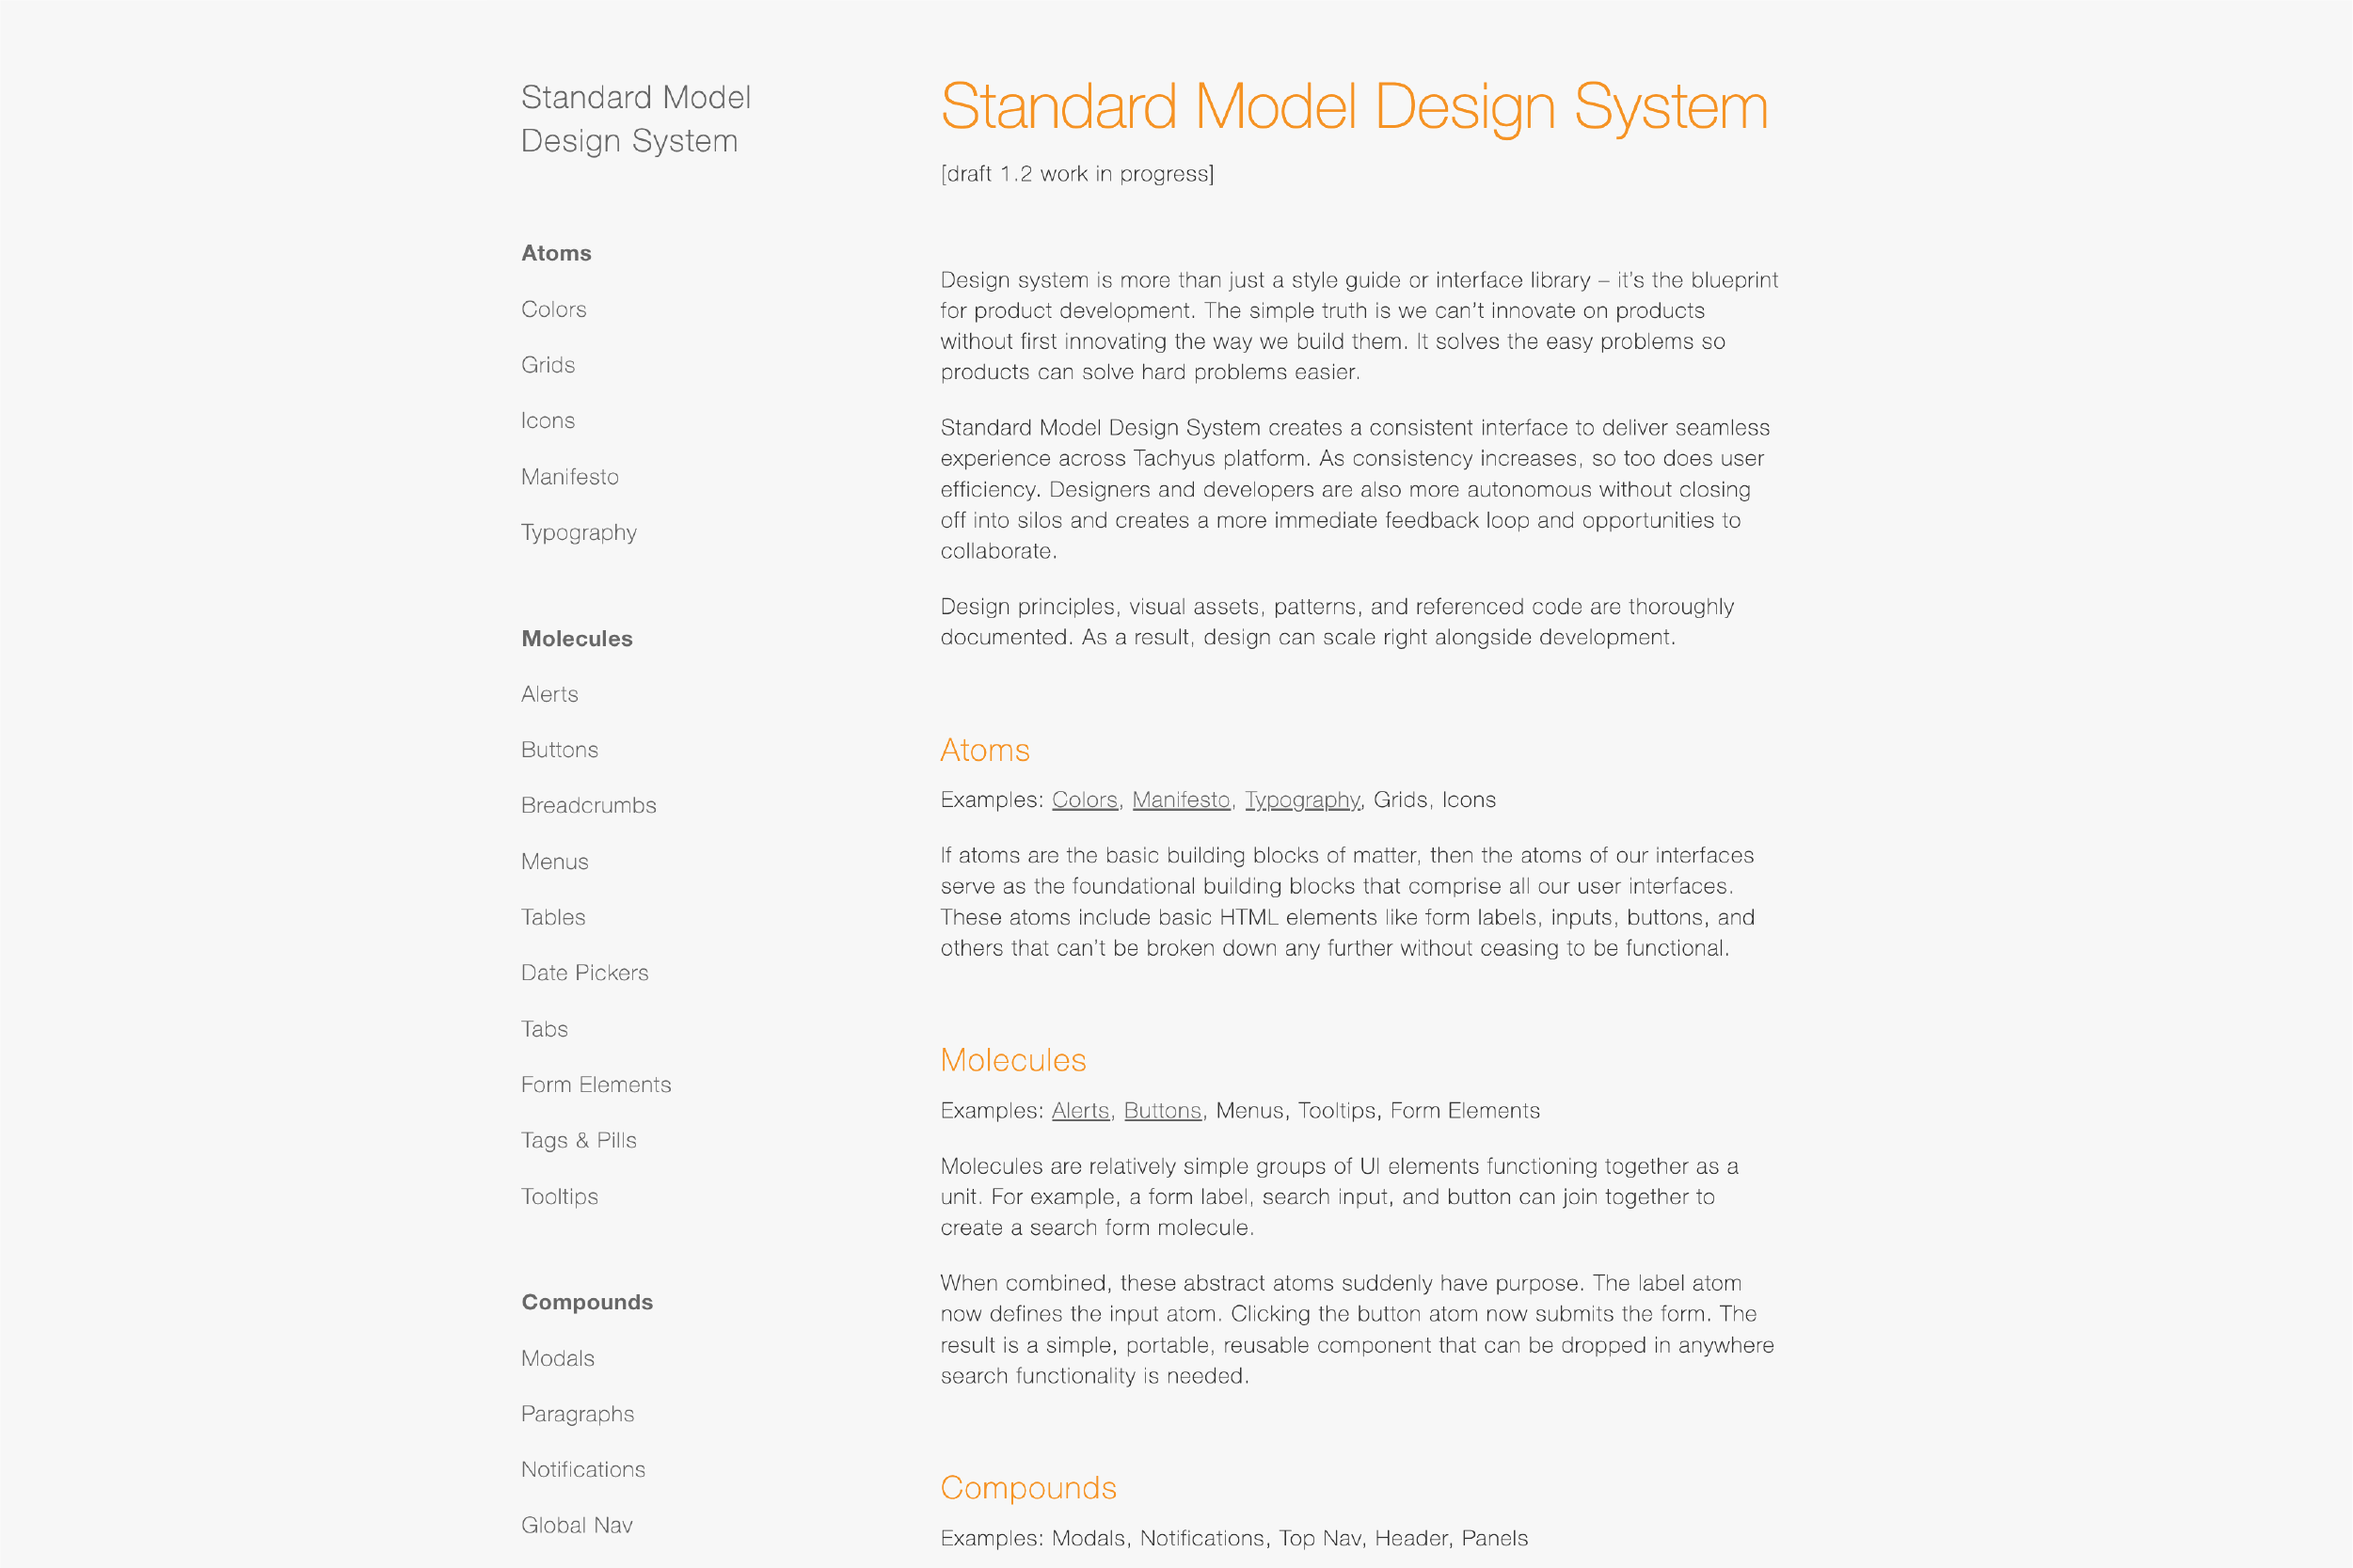 Standard Model
Design System
Atoms
Colors
Grids
Icons
Manifesto
Typography
Molecules
Alerts
Buttons
Breadcrumbs
Menus
Tables
Date Pickers
Tabs
Form Elements
Tags & Pills
Tooltips
Compounds
Modals
Paragraphs
Notifications
Global Nav
Standard Model Design System
[draft 1.2 work in progress]
Design system is more than just a style guide or interface library – it’s the blueprint
for product development. The simple truth is we can’t innovate on products
without first innovating the way we build them. It solves the easy problems so
products can solve hard problems easier.
Standard Model Design System creates a consistent interface to deliver seamless
experience across Tachyus platform. As consistency increases, so too does user
efficiency. Designers and developers are also more autonomous without closing
off into silos and creates a more immediate feedback loop and opportunities to
collaborate.
Design principles, visual assets, patterns, and referenced code are thoroughly
documented. As a result, design can scale right alongside development.
Atoms
Examples: Colors, Manifesto, Typography, Grids, Icons
If atoms are the basic building blocks of matter, then the atoms of our interfaces
serve as the foundational building blocks that comprise all our user interfaces.
These atoms include basic HTML elements like form labels, inputs, buttons, and
others that can’t be broken down any further without ceasing to be functional.
Molecules
Examples: Alerts, Buttons, Menus, Tooltips, Form Elements
Molecules are relatively simple groups of UI elements functioning together as a
unit. For example, a form label, search input, and button can join together to
create a search form molecule.
When combined, these abstract atoms suddenly have purpose. The label atom
now defines the input atom. Clicking the button atom now submits the form. The
result is a simple, portable, reusable component that can be dropped in anywhere
search functionality is needed.
Compounds
Examples: Modals, Notifications, Top Nav, Header, Panels